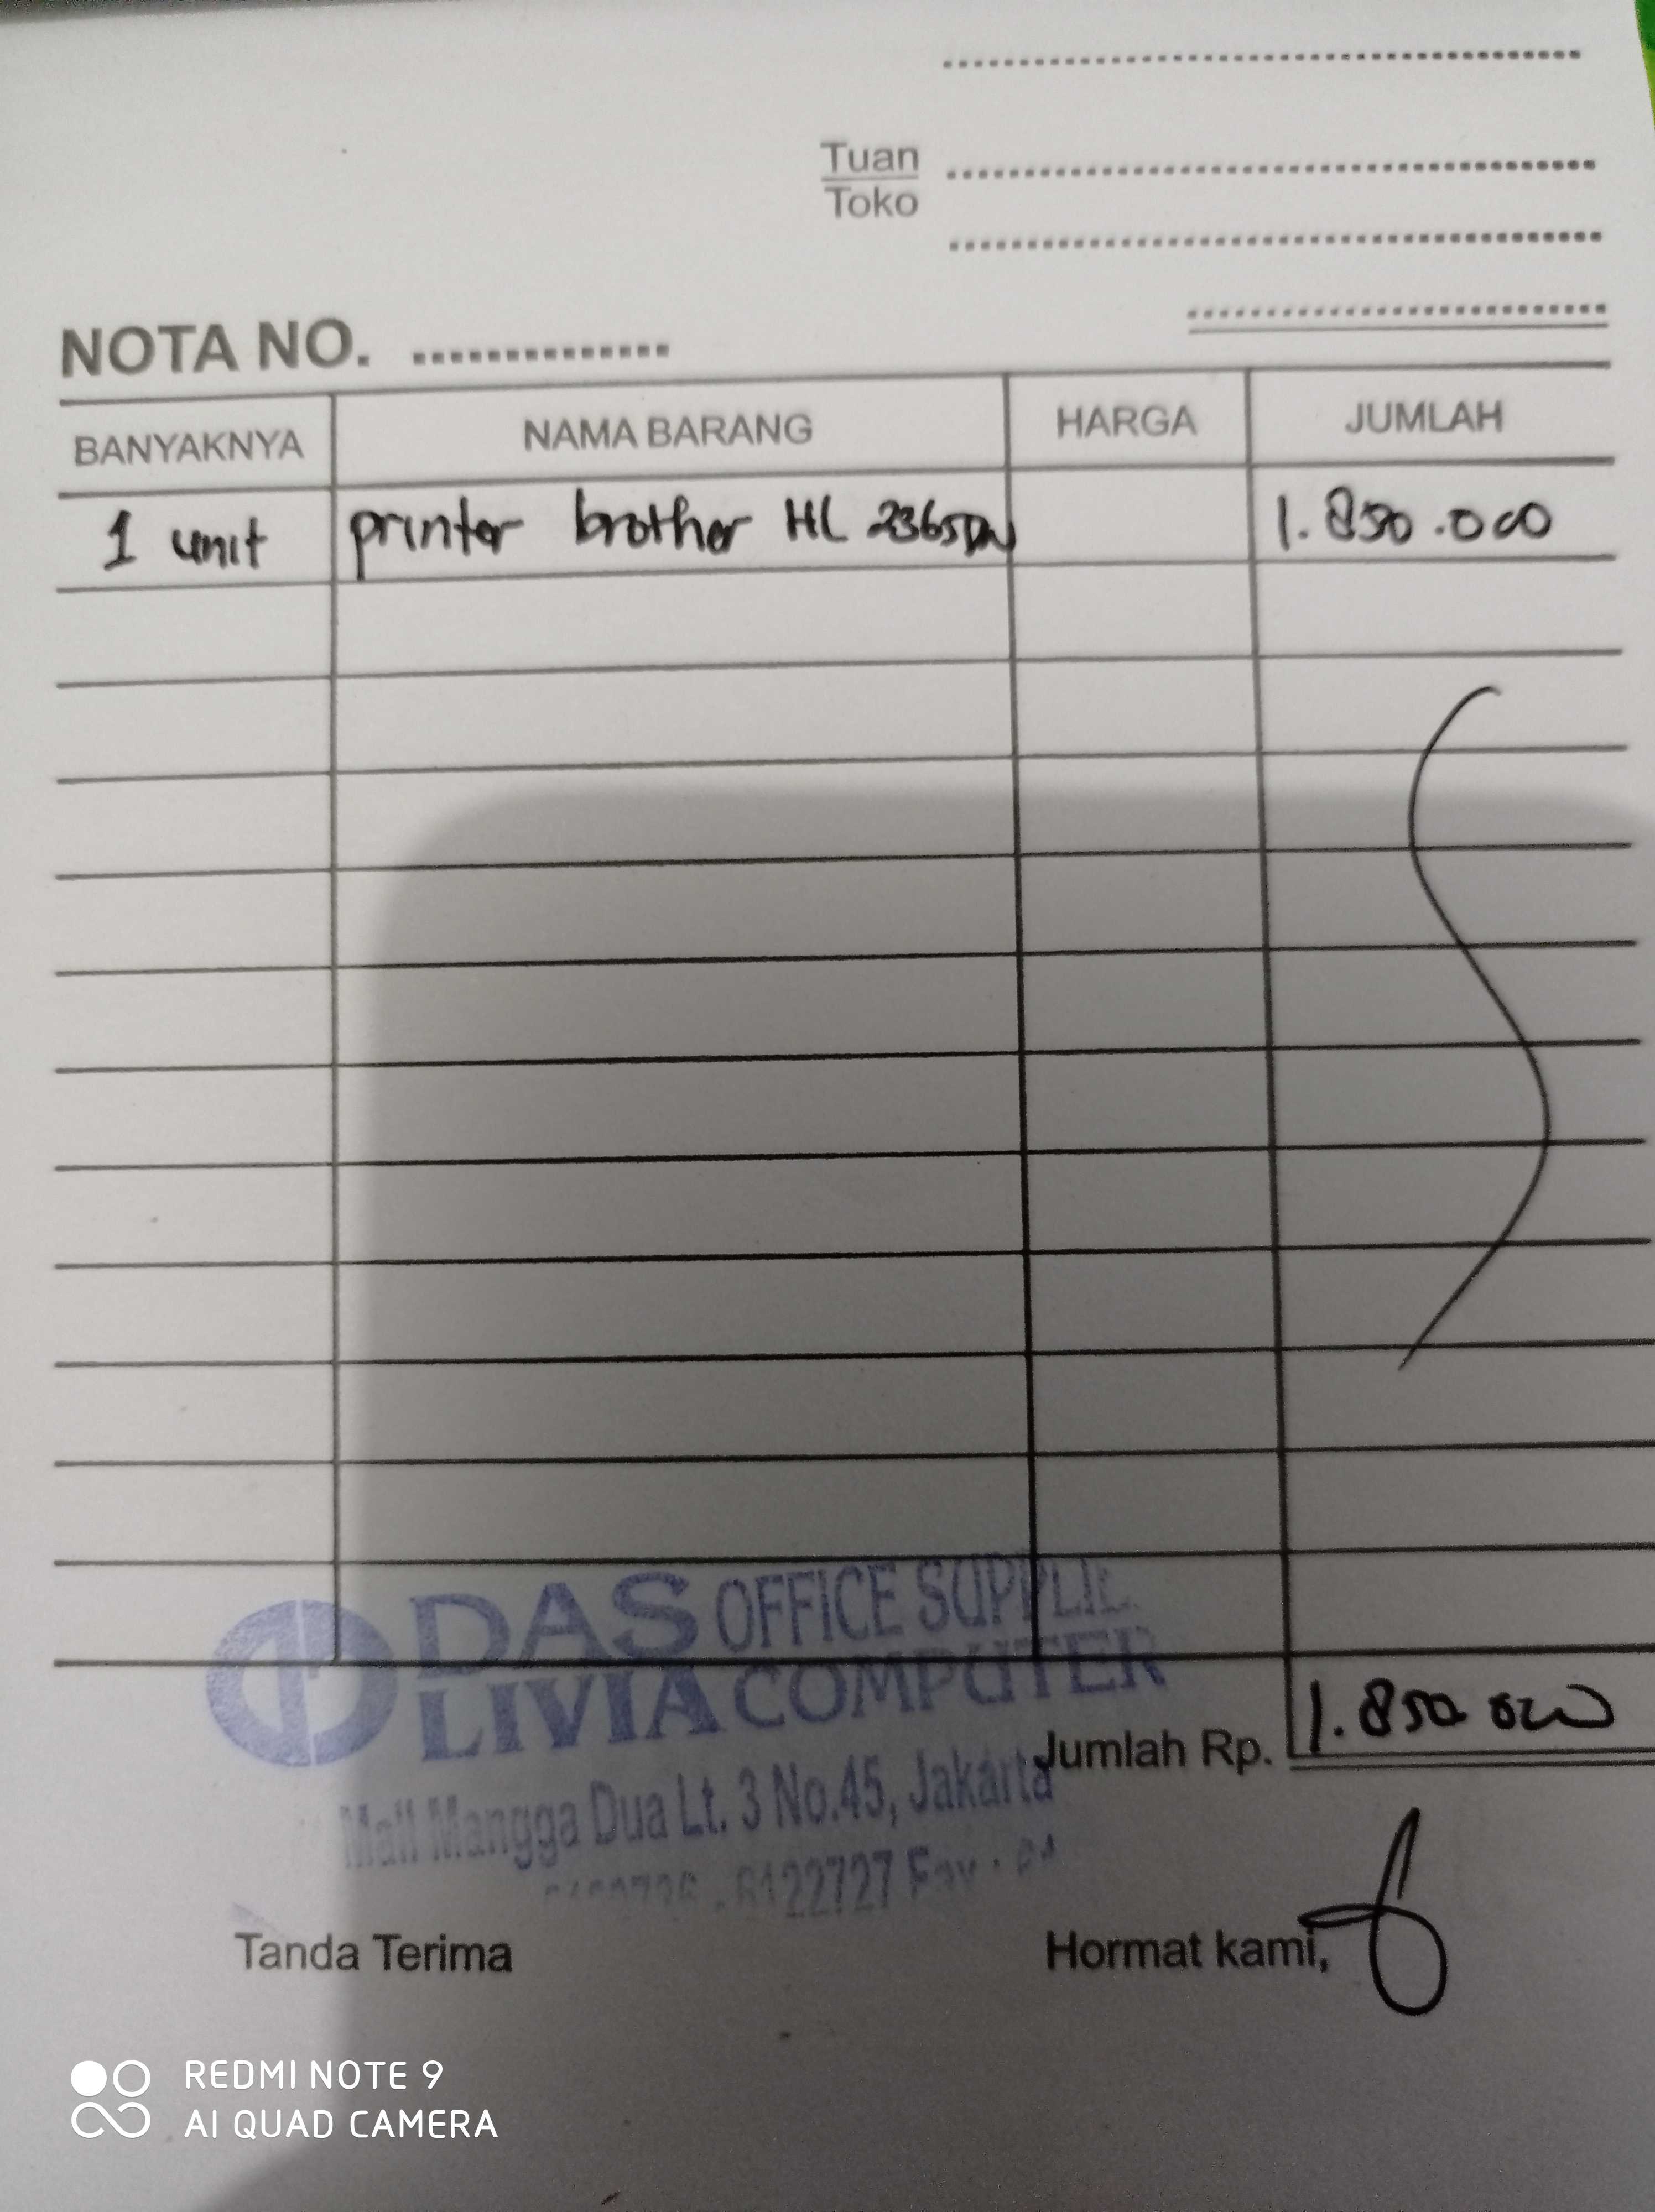 Tuan
Toko
NOTA NO. ..............
BANYAKNYA NAMA BARANG HARGA JUMLAH
1 unit printer brother HL 2365DW 1.850.000
DAS OFFICE SUPPLIE
LIVIA COMPUTER
1.850.000
Jumlah Rp.
Mall Mangga Dua Lt. 3 No.45, Jakarta
6122727 Fax
Tanda Terima Hormat kami,
REDMI NOTE 9
AI QUAD CAMERA